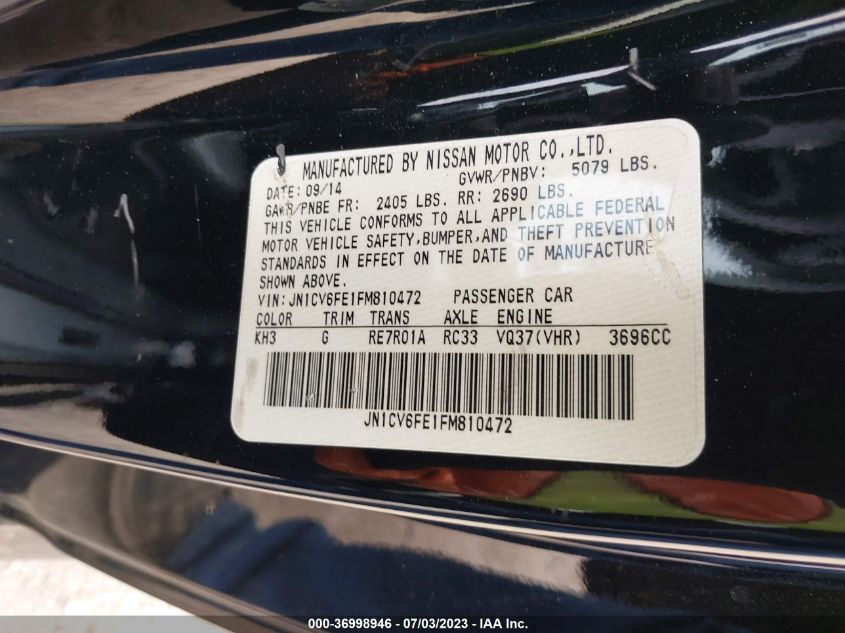 MANUFACTURED BY NISSAN MOTOR CO.,LTD.
DATE: 09/14 GVWR/PNBV: 5079 LBS.
GAWR/PNBE FR: 2405 LBS. RR: 2690 LBS.
THIS VEHICLE CONFORMS TO ALL APPLICABLE FEDERAL
MOTOR VEHICLE SAFETY,BUMPER,AND THEFT PREVENTION
STANDARDS IN EFFECT ON THE DATE OF MANUFACTURE
SHOWN ABOVE.
VIN:JN1CV6FE1FM810472 PASSENGER CAR
COLOR TRIM TRANS AXLE ENGINE
KH3 G RE7R01A RC33 VQ37(VHR) 3696CC
JN1CV6FE1FM810472
000-36998946 / 07/03/2023 - IAA Inc.